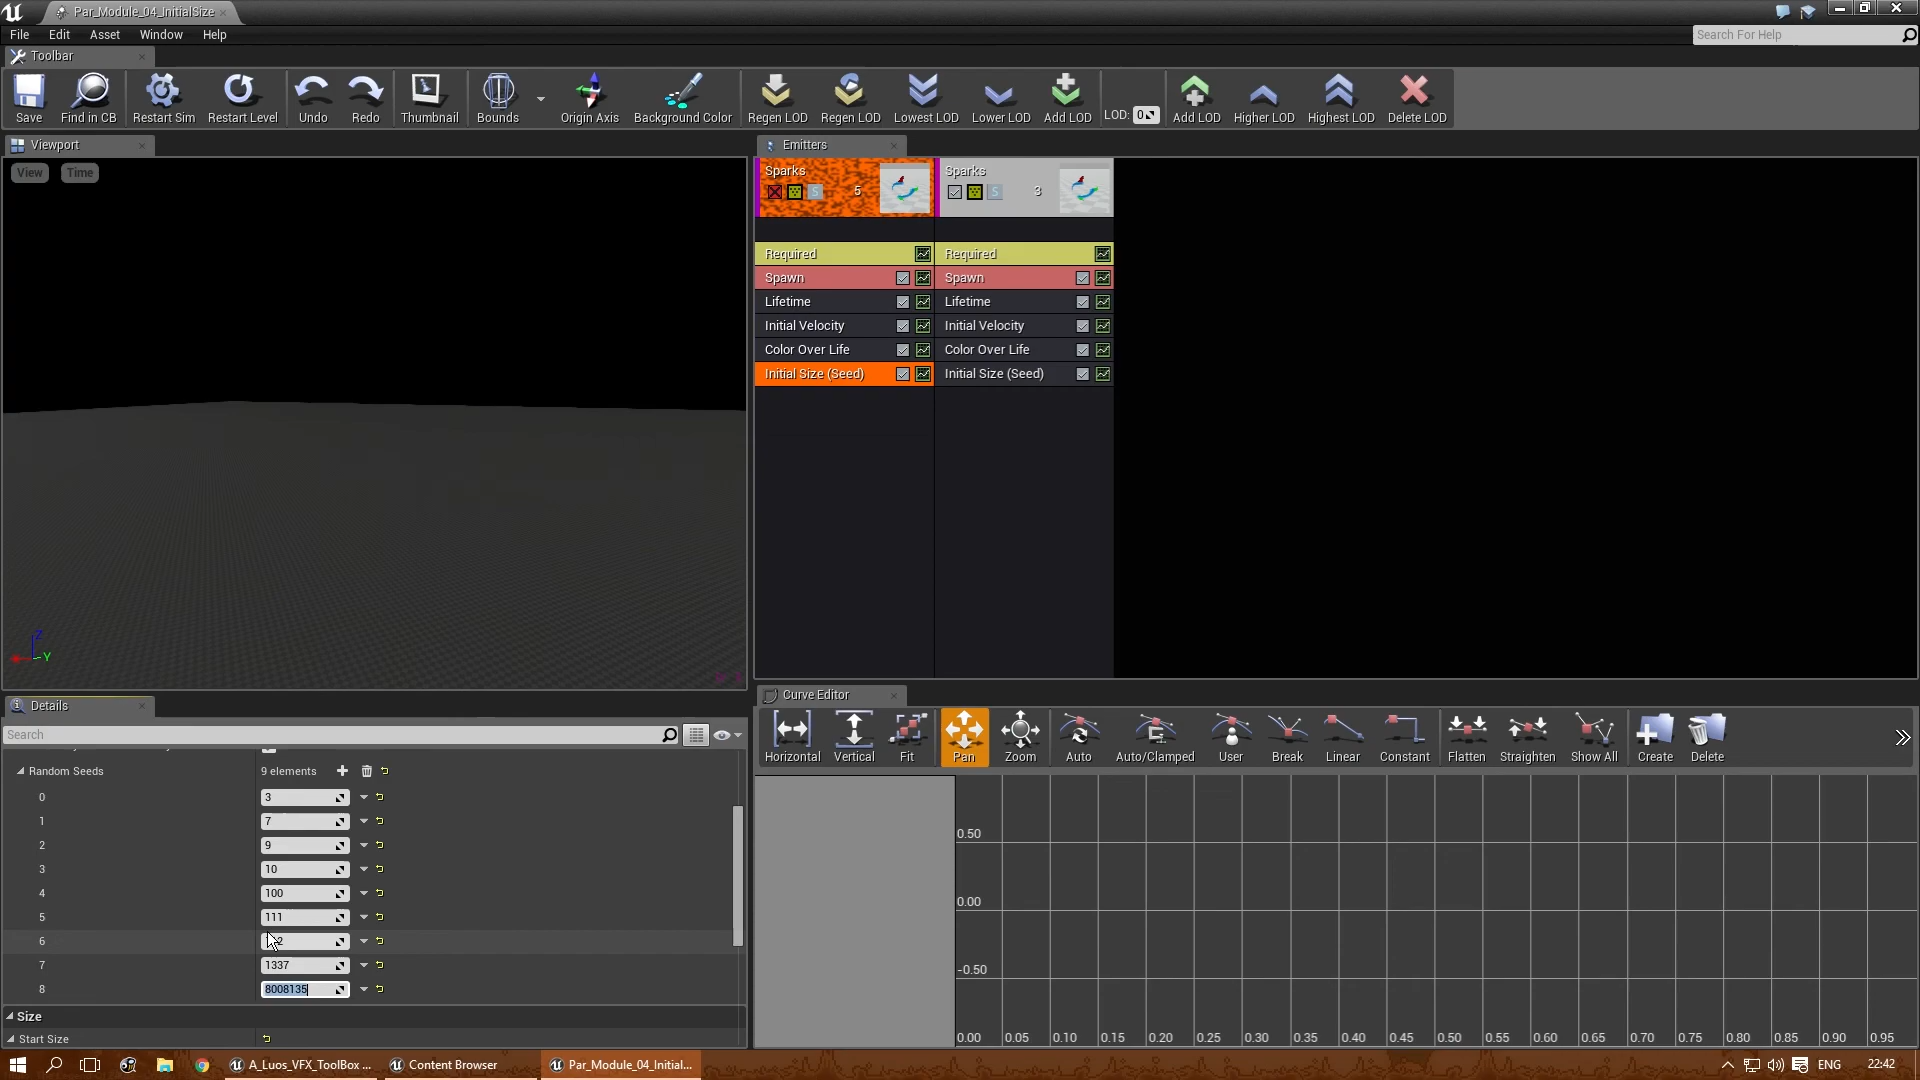 Par_Module_04_InitialSize
File Edit Asset Window Help
Search For Help
Toolbar
Save Find in CB Restart Sim Restart Level Undo Redo Thumbnail Bounds Origin Axis Background Color Regen LOD Regen LOD Lowest LOD Lower LOD Add LOD LOD: 0 Add LOD Higher LOD Highest LOD Delete LOD
Viewport
Emitters
View Time
Sparks Sparks
S 5 S 3
Required Required
Spawn Spawn
Lifetime Lifetime
Initial Velocity Initial Velocity
Color Over Life Color Over Life
Initial Size (Seed) Initial Size (Seed)
Z
Y
Details
Curve Editor
Search
Horizontal Vertical Fit Pan Zoom Auto Auto/Clamped User Break Linear Constant Flatten Straighten Show All Create Delete
Random Seeds 9 elements
0 3
1 7
2 9
3 10
4 100
5 111
6
7 1337
8 8008135
Size
Start Size
0.50
0.00
-0.50
0.00 0.05 0.10 0.15 0.20 0.25 0.30 0.35 0.40 0.45 0.50 0.55 0.60 0.65 0.70 0.75 0.80 0.85 0.90 0.95
A_Luos_VFX_ToolBox ... Content Browser Par_Module_04_Initial... ENG 22:42